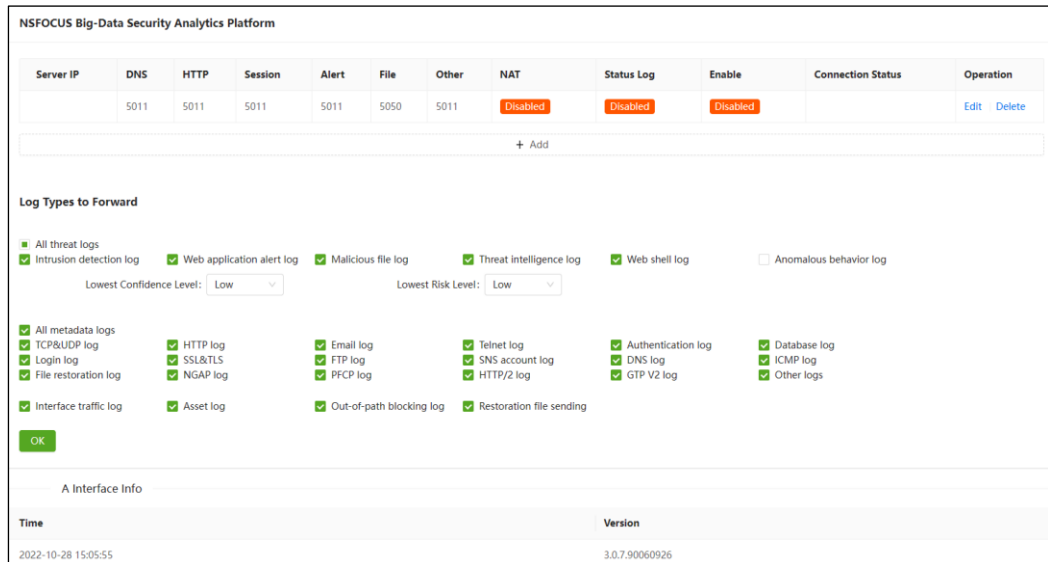 NSFOCUS Big-Data Security Analytics Platform
Server IP DNS HTTP Session Alert File Other NAT Status Log Enable Connection Status Operation
5011 5011 5011 5011 5050 5011 Disabled Disabled Disabled Edit Delete
+ Add
Log Types to Forward
All threat logs
Intrusion detection log Web application alert log Malicious file log Threat intelligence log Web shell log Anomalous behavior log
Lowest Confidence Level: Low Lowest Risk Level: Low
All metadata logs
TCP&UDP log HTTP log Email log Telnet log Authentication log Database log
Login log SSL&TLS FTP log SNS account log DNS log ICMP log
File restoration log NGAP log PFCP log HTTP/2 log GTP V2 log Other logs
Interface traffic log Asset log Out-of-path blocking log Restoration file sending
OK
A Interface Info
Time Version
2022-10-28 15:05:55 3.0.7.90060926